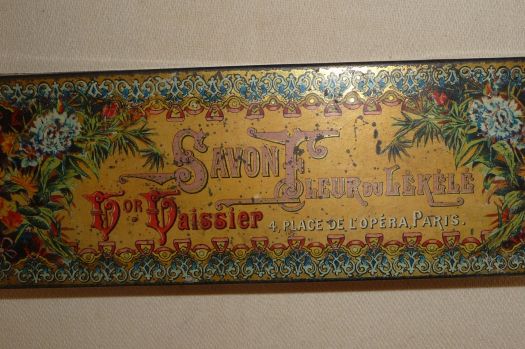 SAVON FLEUR DU LÉKÉLÉ
VOR VAISSIER 4, PLACE DE L'OPÉRA, PARIS.